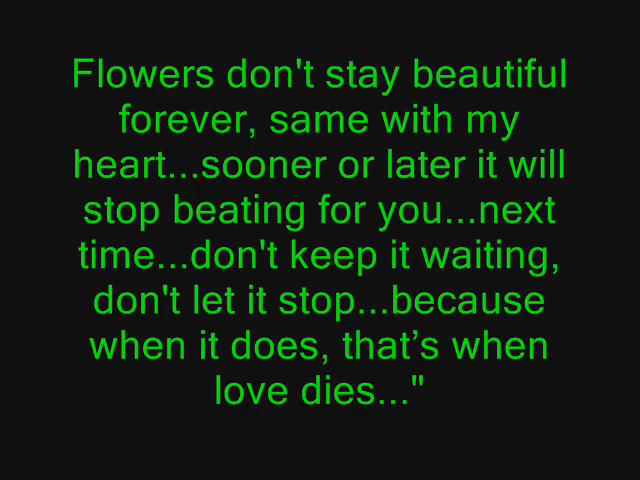 Flowers don't stay beautiful
forever, same with my
heart...sooner or later it will
stop beating for you...next
time...don't keep it waiting,
don't let it stop...because
when it does, that’s when
love dies..."